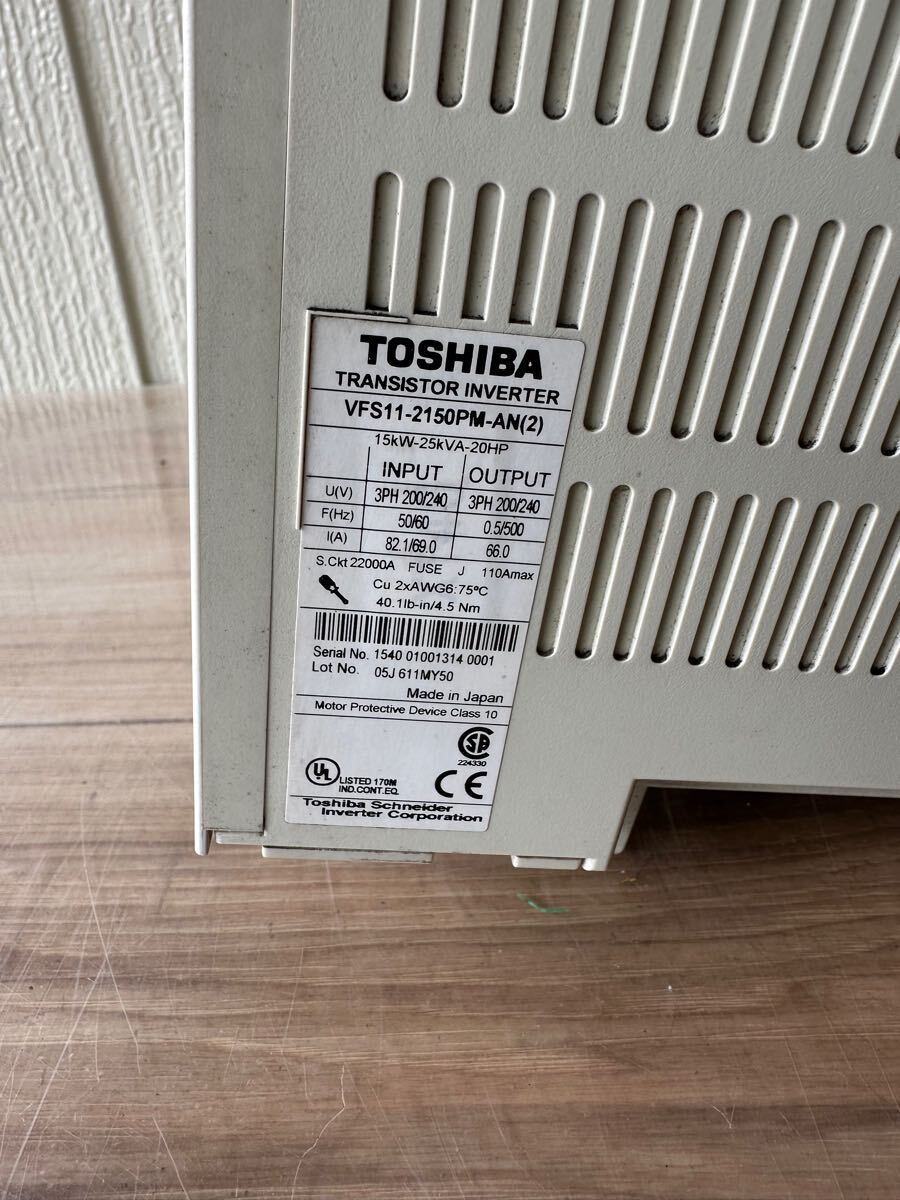 TOSHIBA
TRANSISTOR INVERTER
VFS11-2150PM-AN(2)
15kW-25kVA-20HP
INPUT OUTPUT
U(V) 3PH 200/240 3PH 200/240
F(Hz) 50/60 0.5/500
I(A) 82.1/69.0 66.0
S.Ckt 22000A FUSE J 110Amax
Cu 2xAWG6:75°C
40.1lb-in/4.5 Nm
Serial No. 1540 01001314 0001
Lot No. 05J 611MY50
Made in Japan
Motor Protective Device Class 10
SA
224330
UL LISTED 170M
IND.CONT.EQ.
CE
Toshiba Schneider
Inverter Corporation